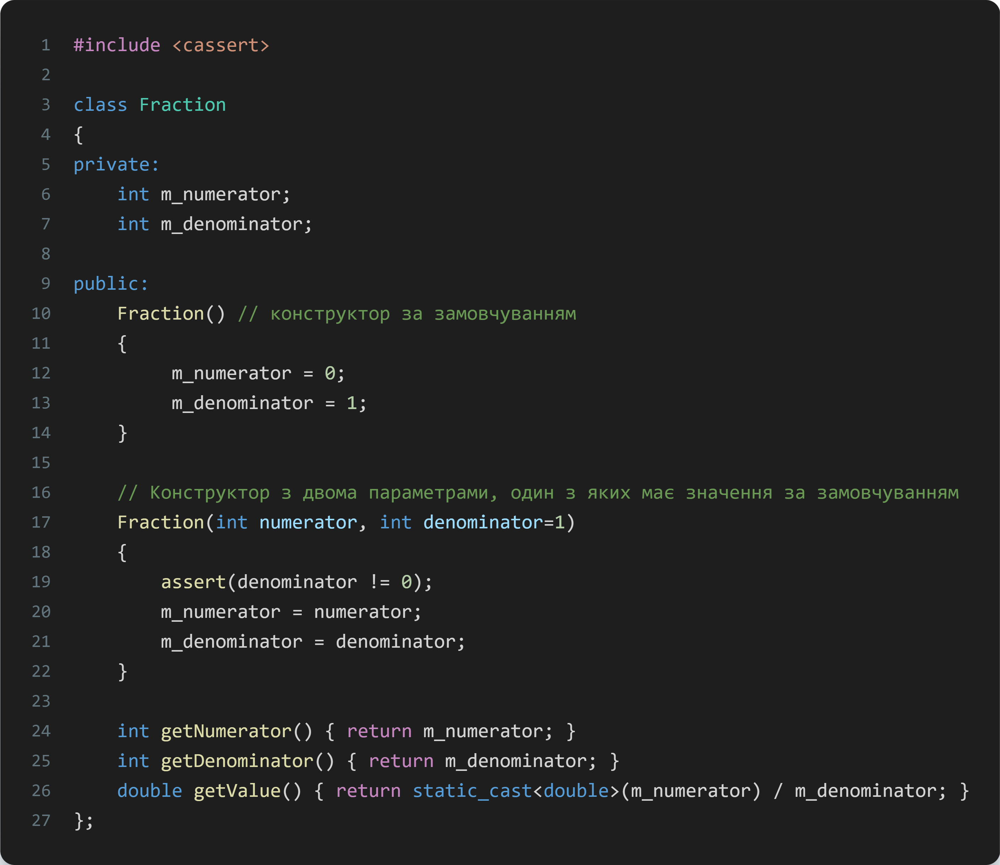 1 #include <cassert>
2
3 class Fraction
4 {
5 private:
6     int m_numerator;
7     int m_denominator;
8
9 public:
10     Fraction() // конструктор за замовчуванням
11     {
12          m_numerator = 0;
13          m_denominator = 1;
14     }
15
16     // Конструктор з двома параметрами, один з яких має значення за замовчуванням
17     Fraction(int numerator, int denominator=1)
18     {
19         assert(denominator != 0);
20         m_numerator = numerator;
21         m_denominator = denominator;
22     }
23
24     int getNumerator() { return m_numerator; }
25     int getDenominator() { return m_denominator; }
26     double getValue() { return static_cast<double>(m_numerator) / m_denominator; }
27 };